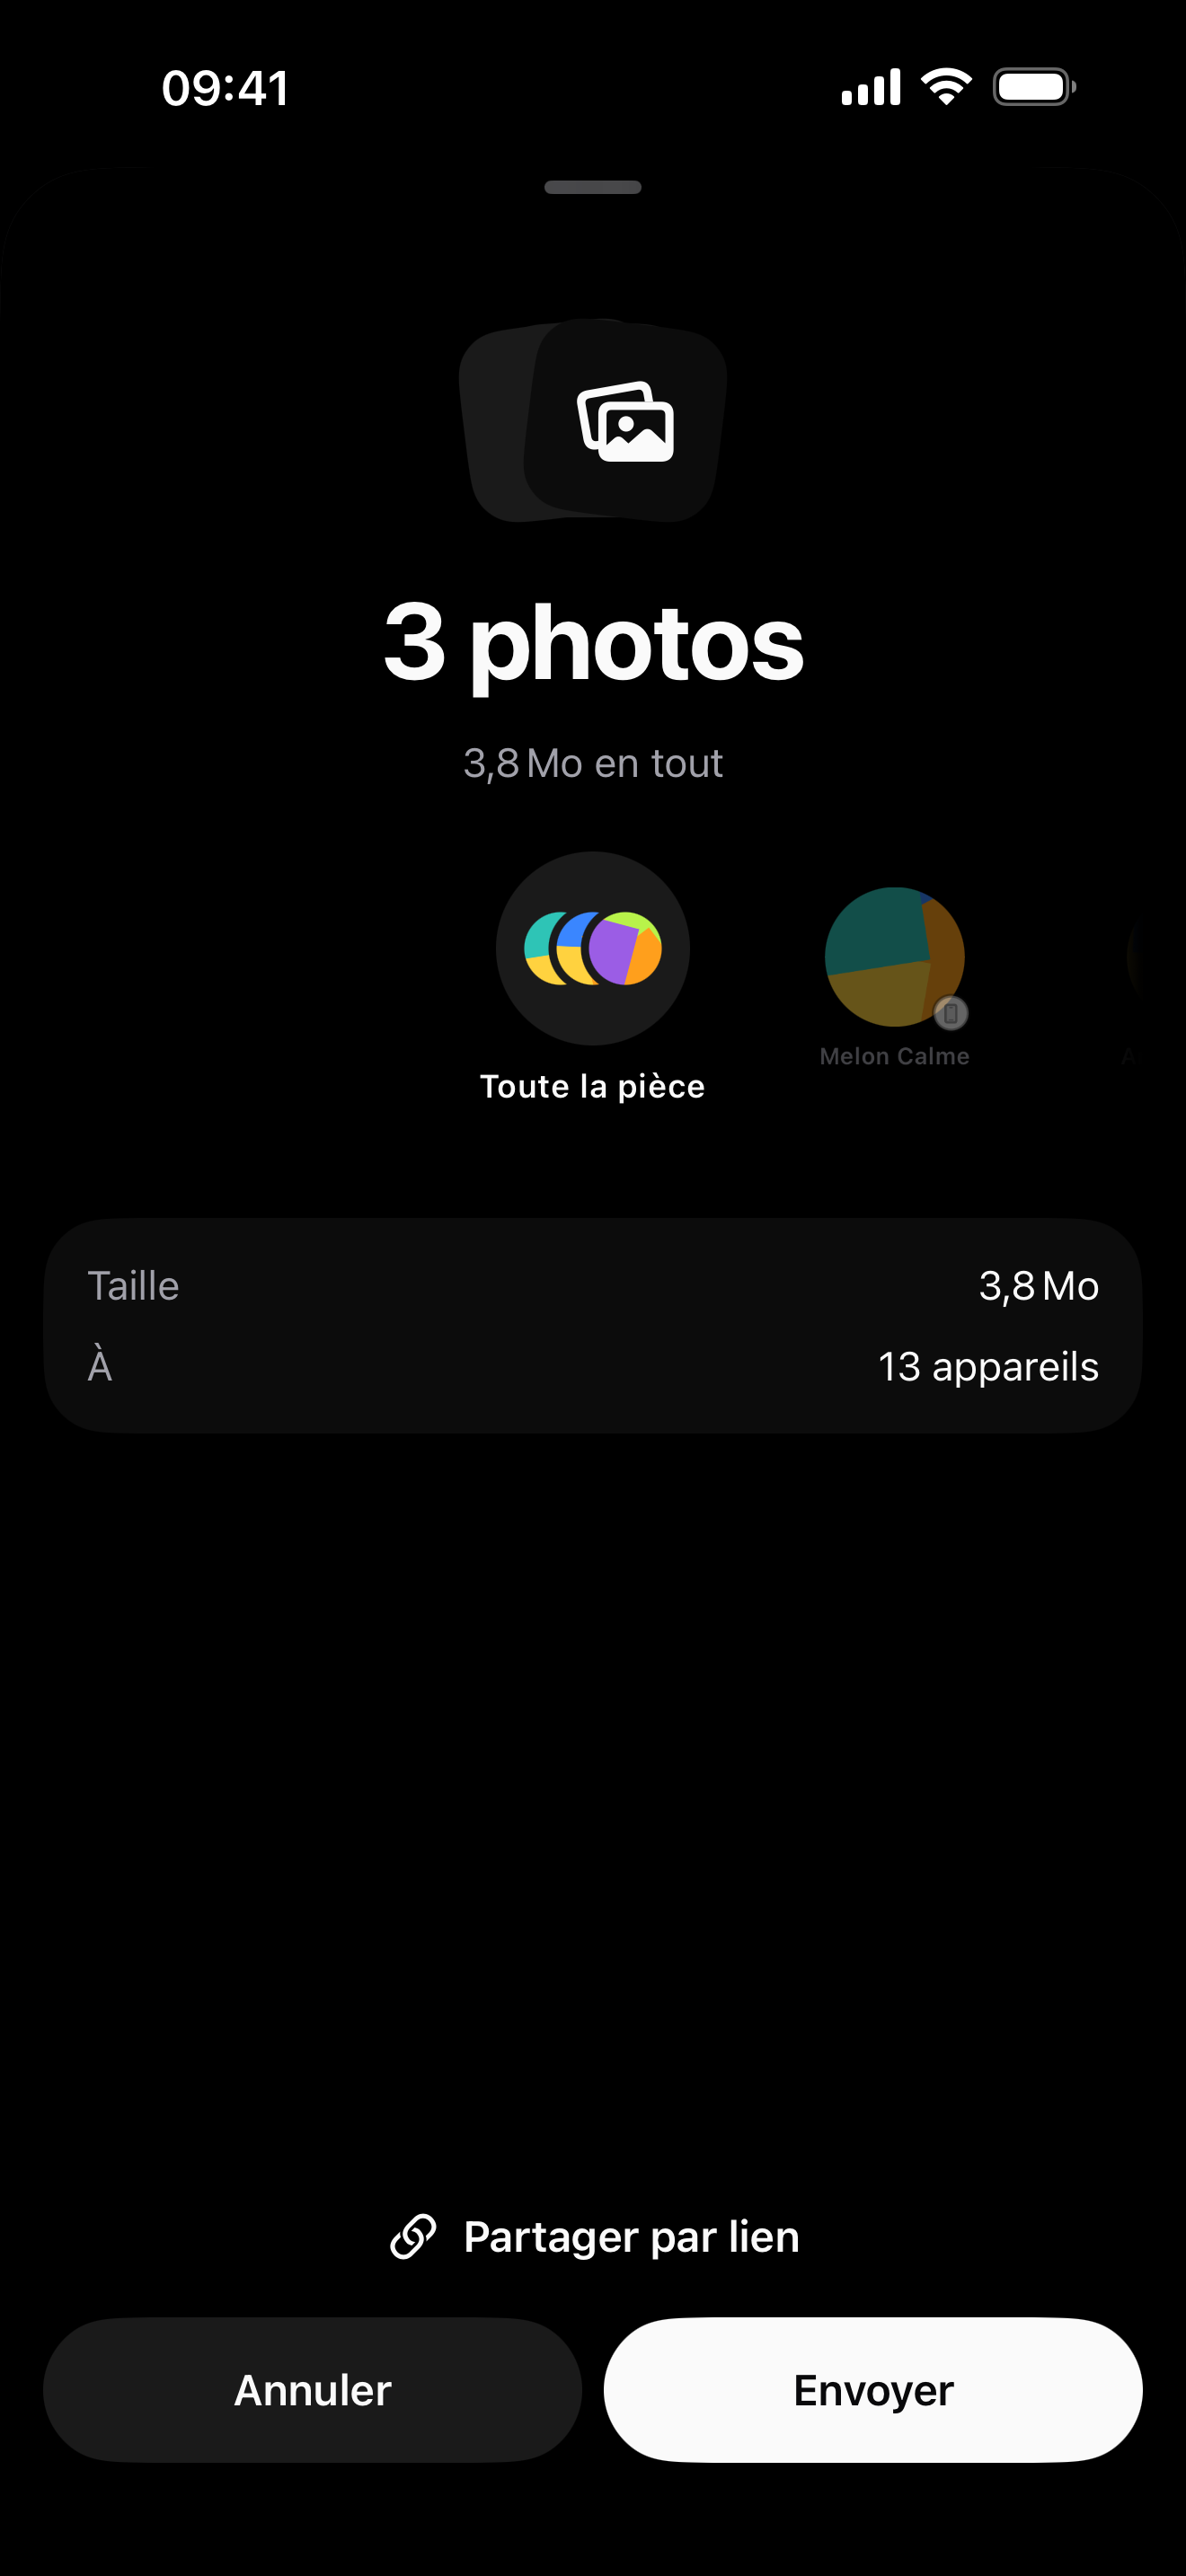 09:41
3 photos
3,8 Mo en tout
Toute la pièce
Melon Calme
Taille
3,8 Mo
À
13 appareils
Partager par lien
Annuler
Envoyer